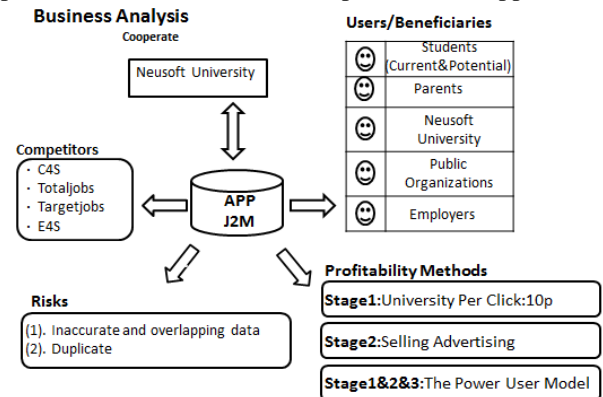 Business Analysis
Cooperate
Neusoft University
Users/Beneficiaries
Students
(Current&Potential)
Parents
Neusoft
University
Public
Organizations
Employers
Competitors
· C4S
· Totaljobs
· Targetjobs
· E4S
APP
J2M
Risks
(1). Inaccurate and overlapping data
(2). Duplicate
Profitability Methods
Stage1:University Per Click:10p
Stage2:Selling Advertising
Stage1&2&3:The Power User Model